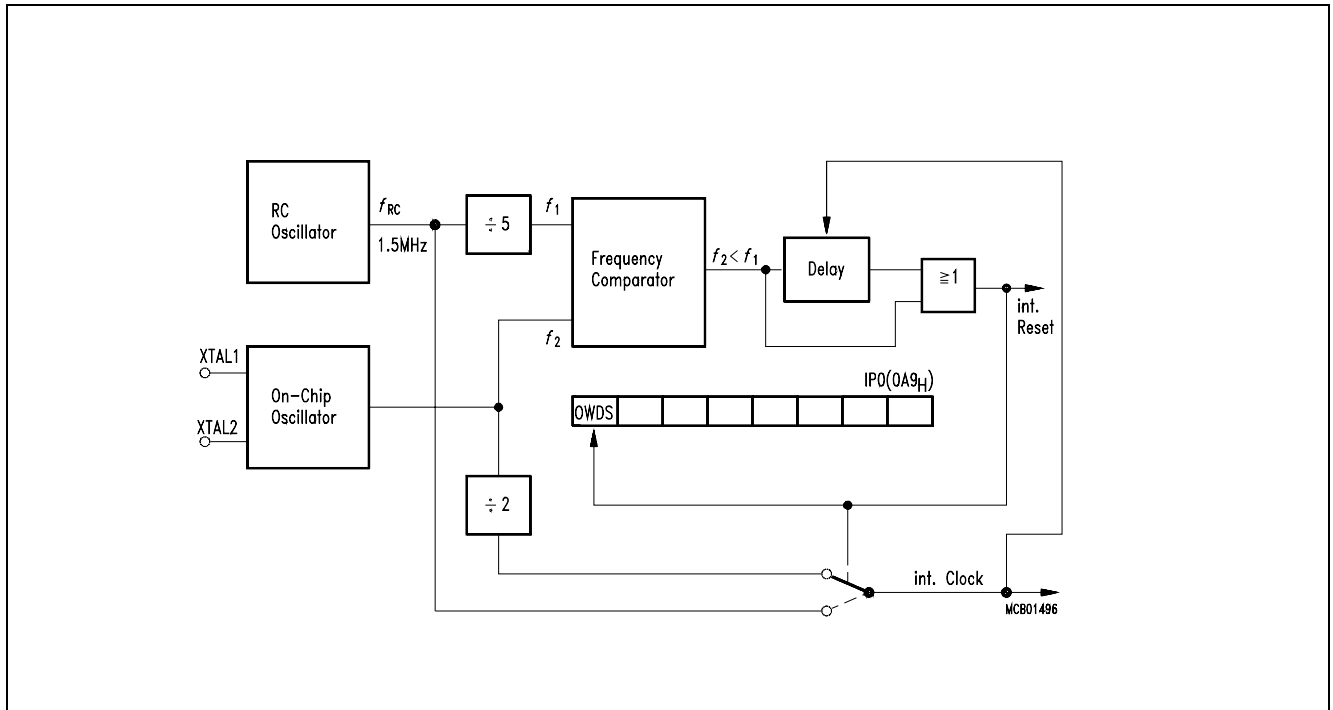 RC
Oscillator
fRC
1.5MHz
÷5
f1
Frequency
Comparator
f2
f2<f1
Delay
≧1
int.
Reset
XTAL1
XTAL2
On-Chip
Oscillator
IP0(0A9H)
OWDS
÷2
int. Clock
MCB01496